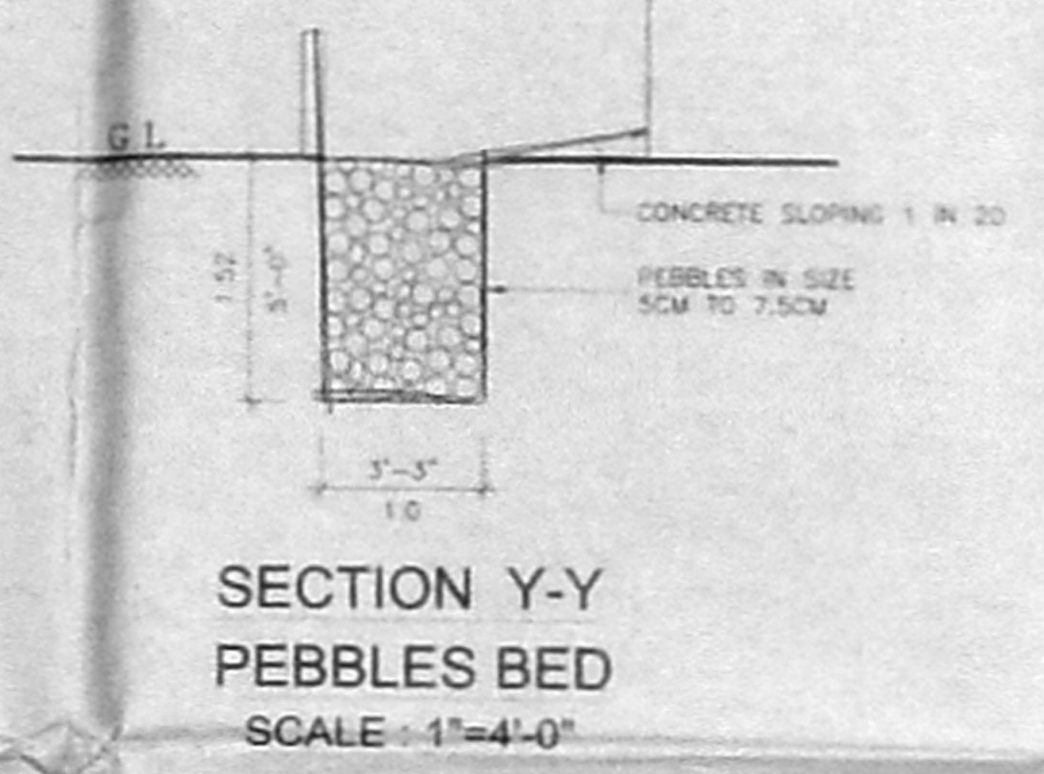 G L
CONCRETE SLOPING 1 IN 20
PEBBLES IN SIZE
5CM TO 7.5CM
1.52
5'-0"
3'-3"
1.0
SECTION Y-Y
PEBBLES BED
SCALE : 1"=4'-0"